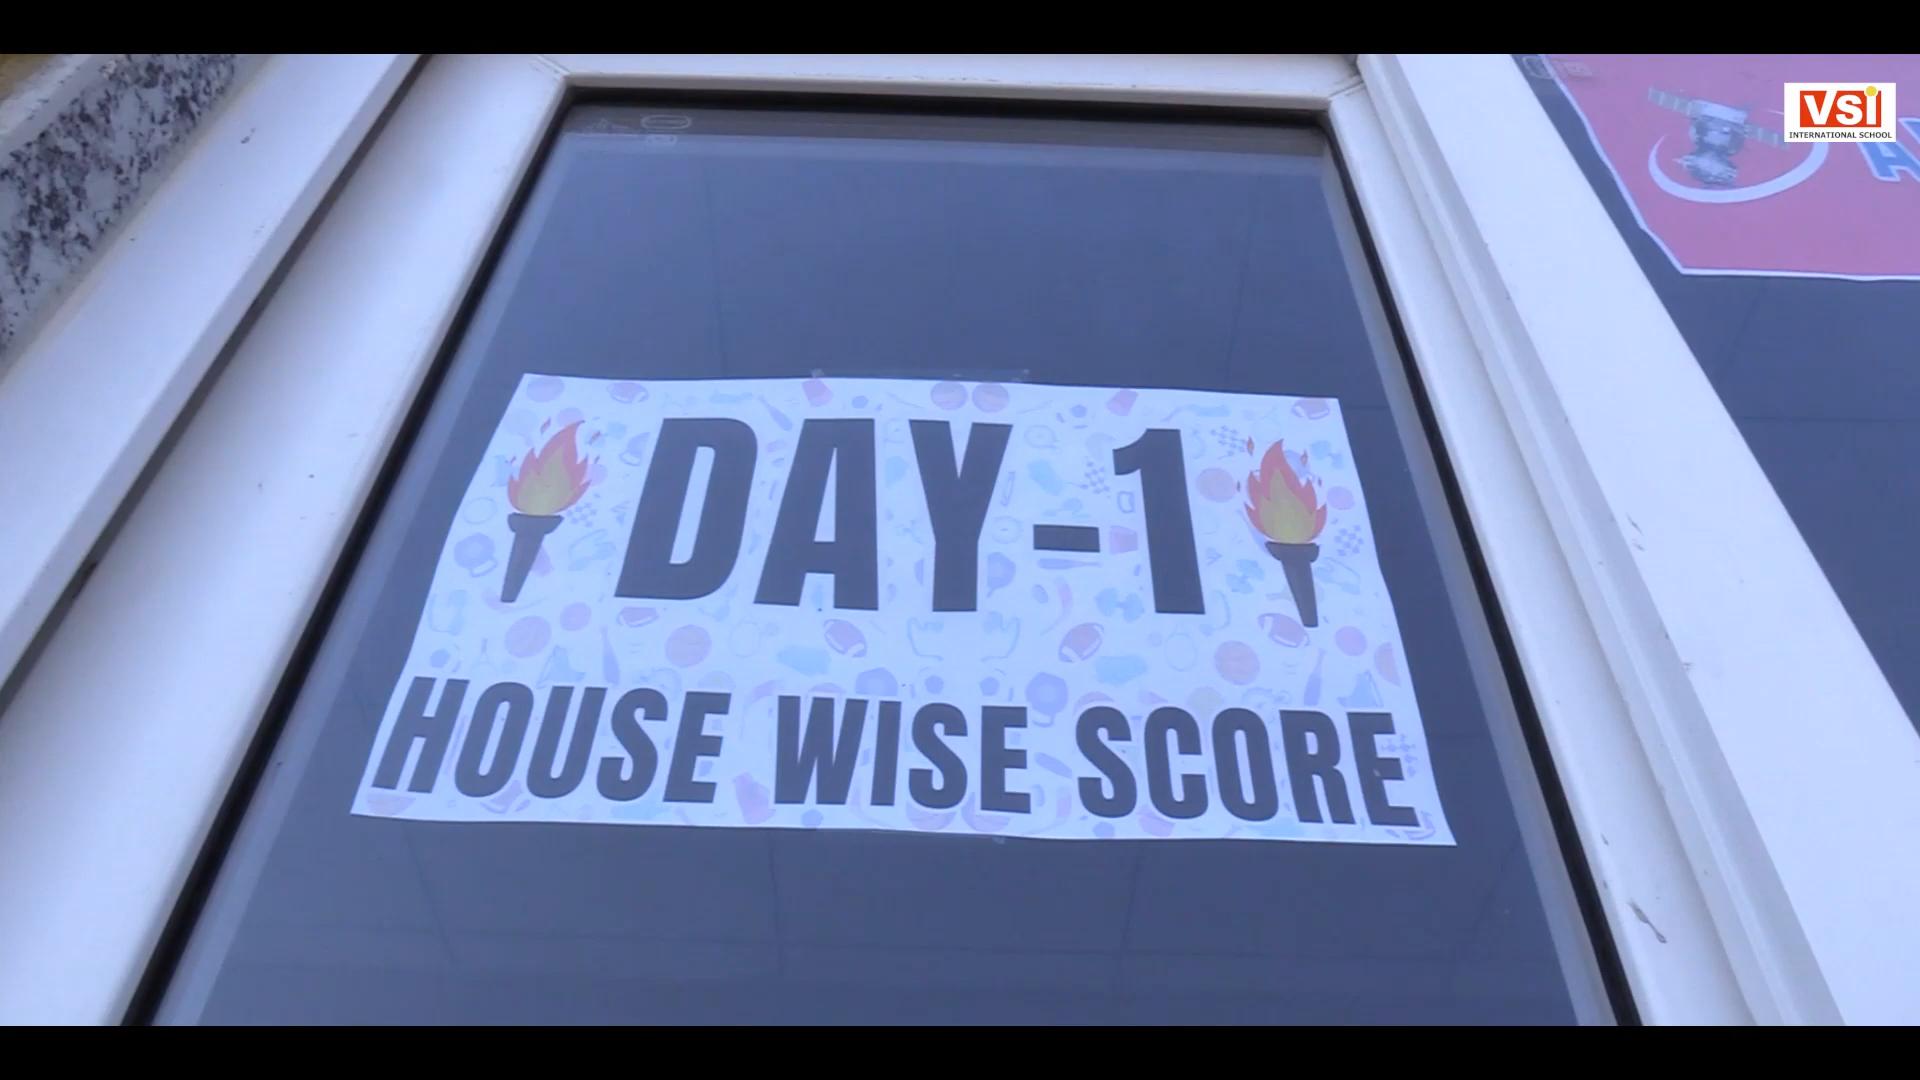 VSI
INTERNATIONAL SCHOOL
DAY-1
HOUSE WISE SCORE